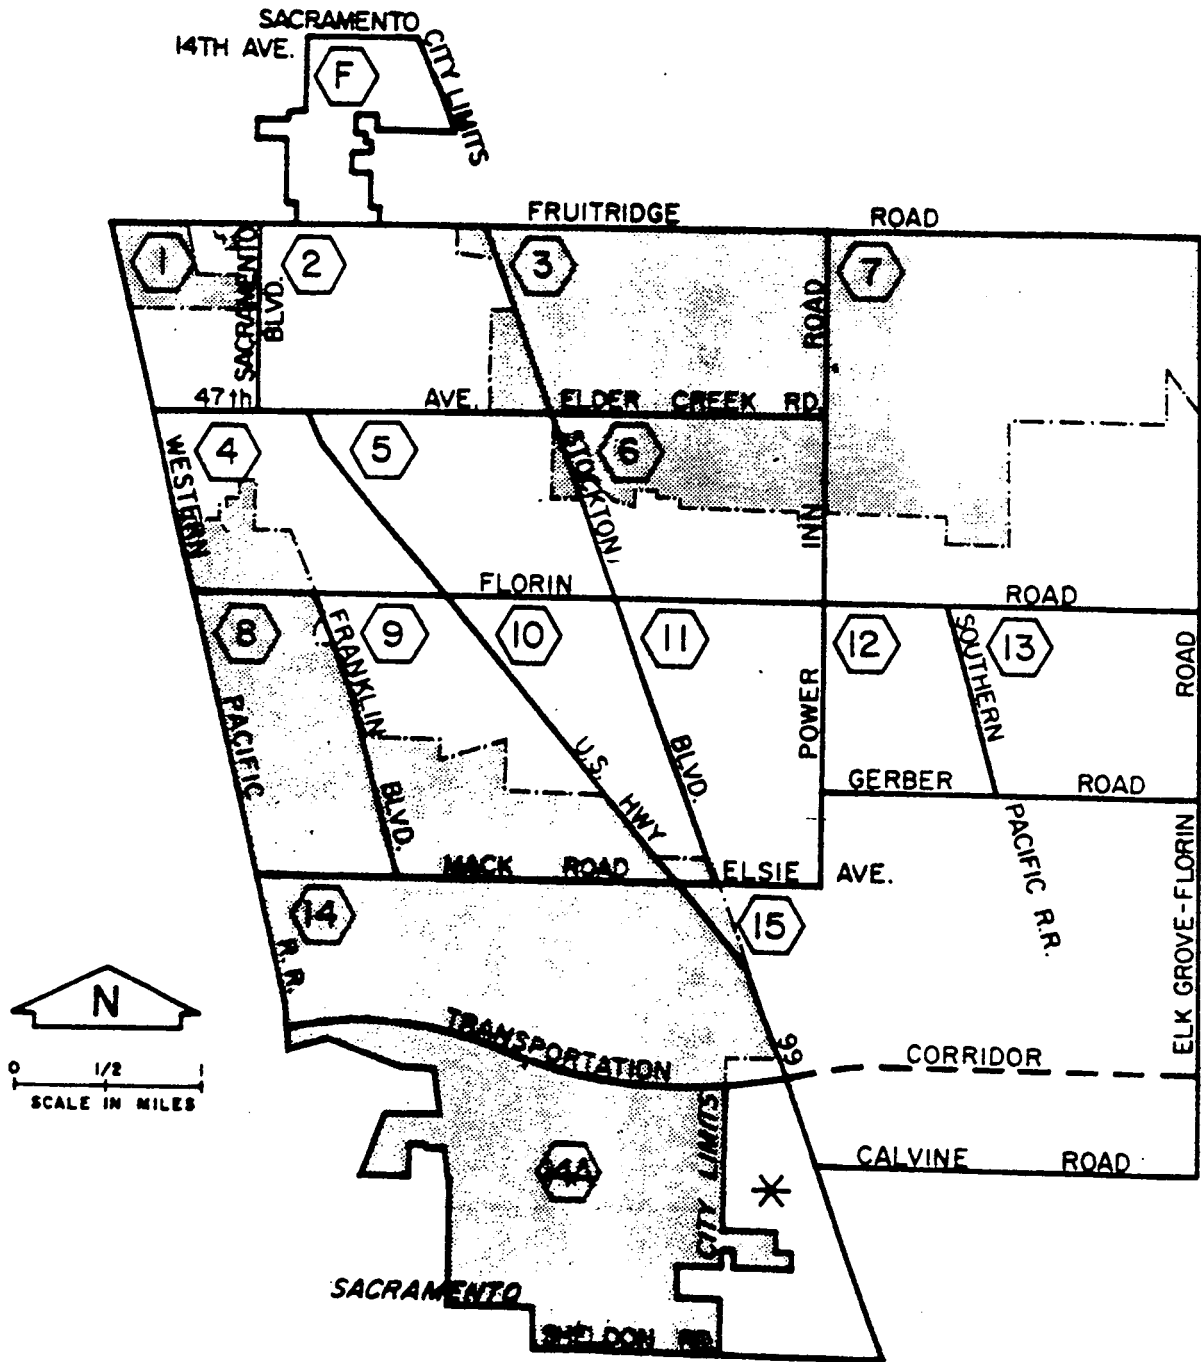 SACRAMENTO
14TH AVE.
CITY LIMITS
F
FRUITRIDGE ROAD
1
SACRAMENTO
BLVD.
2
3
ROAD
7
47th AVE. ELDER CREEK RD.
WESTERN
4
5
STOCKTON
6
INN
FLORIN ROAD
8
FRANKLIN
9
10
11
12
SOUTHERN
13
ROAD
PACIFIC
POWER
U.S.
BLVD.
GERBER ROAD
BLVD.
HWY
PACIFIC R.R.
ELK GROVE-FLORIN
MACK ROAD
ELSIE AVE.
14
15
R.R.
N
TRANSPORTATION
99
CORRIDOR
0 1/2 1
SCALE IN MILES
CITY LIMITS
CALVINE ROAD
14A
*
SACRAMENTO
SHELDON RD.